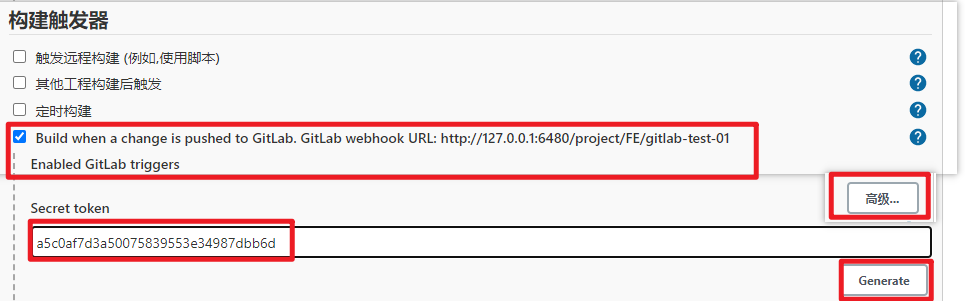 构建触发器
触发远程构建 (例如,使用脚本)
其他工程构建后触发
定时构建
Build when a change is pushed to GitLab. GitLab webhook URL: http://127.0.0.1:6480/project/FE/gitlab-test-01
Enabled GitLab triggers
高级...
Secret token
a5c0af7d3a50075839553e34987dbb6d
Generate